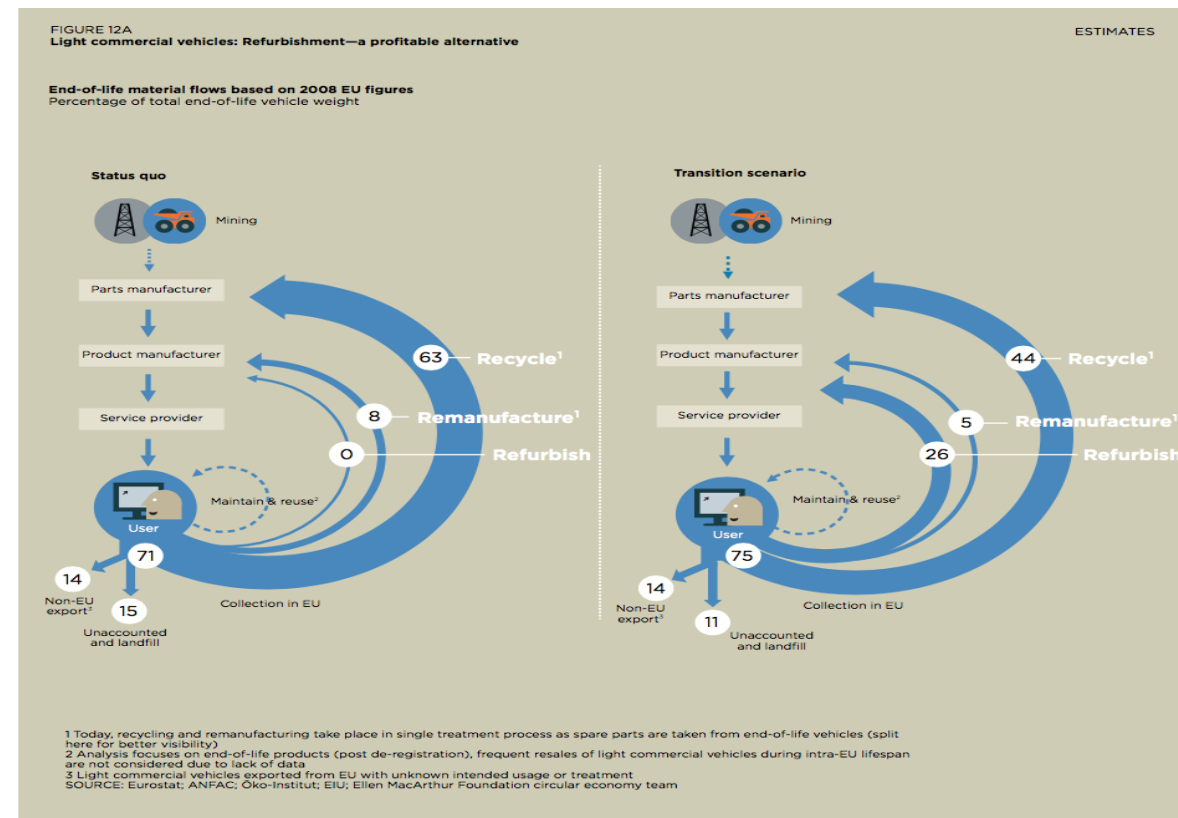 FIGURE 12A
Light commercial vehicles: Refurbishment—a profitable alternative
ESTIMATES
End-of-life material flows based on 2008 EU figures
Percentage of total end-of-life vehicle weight
Status quo
Mining
Parts manufacturer
Product manufacturer
Service provider
User
Maintain & reuse²
63
Recycle¹
8
Remanufacture¹
0
Refurbish
71
14
Non-EU
export³
15
Unaccounted
and landfill
Collection in EU
Transition scenario
Mining
Parts manufacturer
Product manufacturer
Service provider
User
Maintain & reuse²
44
Recycle¹
5
Remanufacture¹
26
Refurbish
75
14
Non-EU
export³
11
Unaccounted
and landfill
Collection in EU
1 Today, recycling and remanufacturing take place in single treatment process as spare parts are taken from end-of-life vehicles (split
here for better visibility)
2 Analysis focuses on end-of-life products (post de-registration), frequent resales of light commercial vehicles during intra-EU lifespan
are not considered due to lack of data
3 Light commercial vehicles exported from EU with unknown intended usage or treatment
SOURCE: Eurostat; ANFAC; Öko-Institut; EIU; Ellen MacArthur Foundation circular economy team